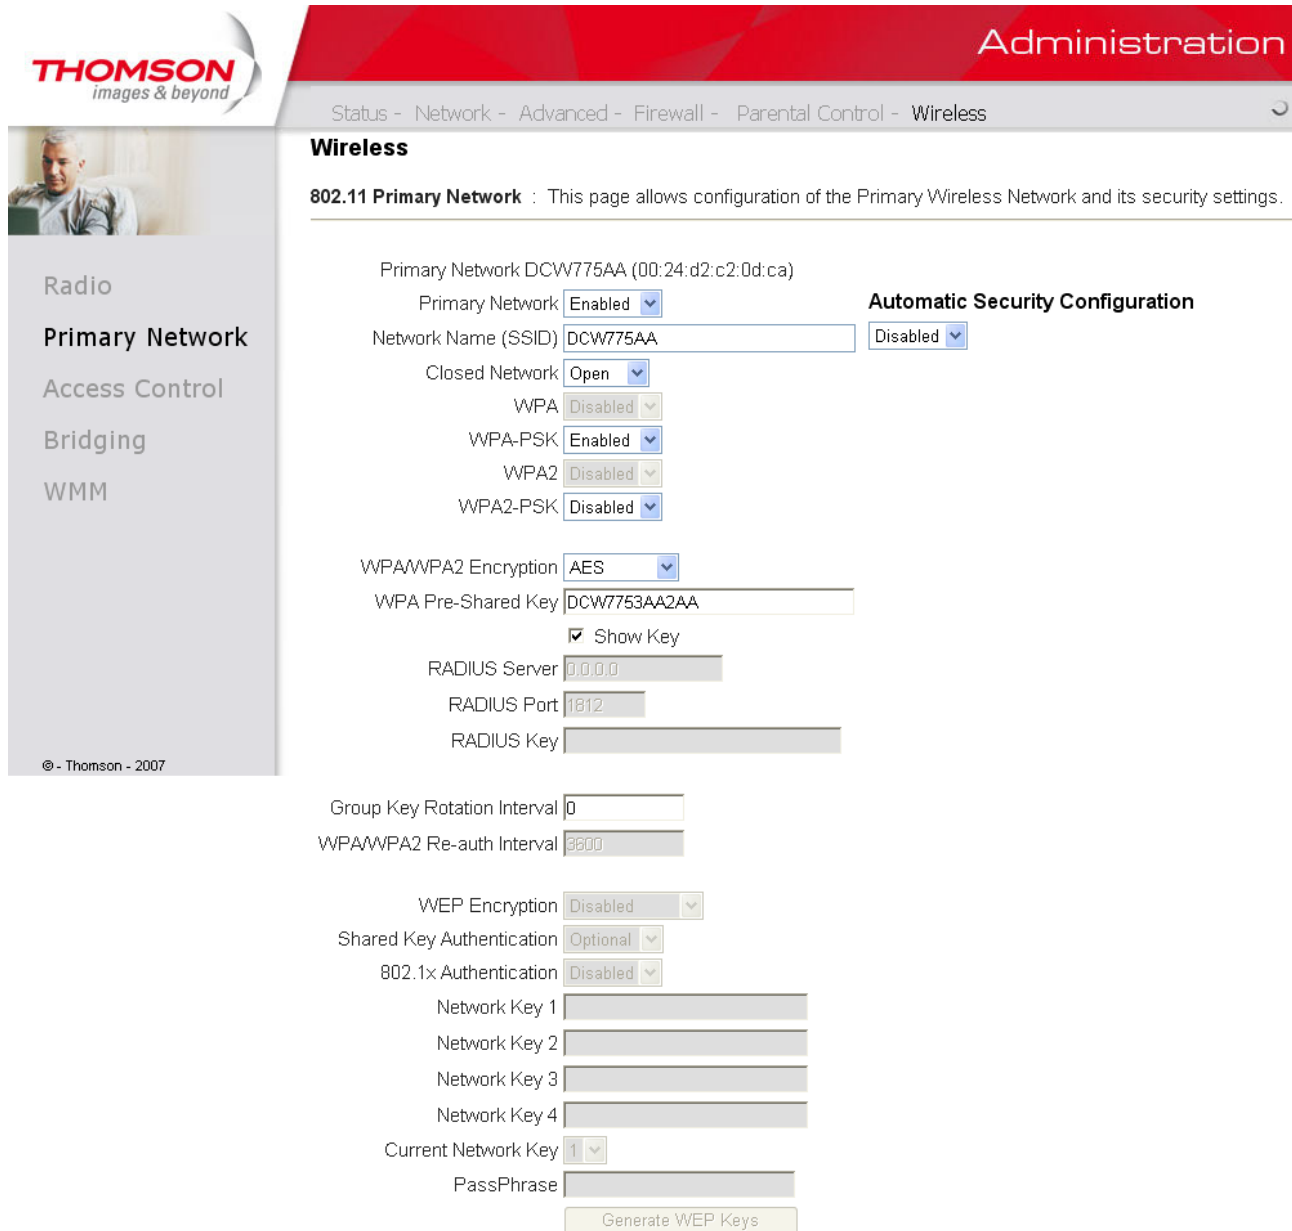 THOMSON
images & beyond
Administration
Status - Network - Advanced - Firewall - Parental Control - Wireless
Wireless
802.11 Primary Network : This page allows configuration of the Primary Wireless Network and its security settings.
Radio
Primary Network
Access Control
Bridging
WMM
© - Thomson - 2007
Primary Network DCW775AA (00:24:d2:c2:0d:ca)
Primary Network Enabled
Automatic Security Configuration
Network Name (SSID) DCW775AA
Disabled
Closed Network Open
WPA Disabled
WPA-PSK Enabled
WPA2 Disabled
WPA2-PSK Disabled
WPA/WPA2 Encryption AES
WPA Pre-Shared Key DCW7753AA2AA
Show Key
RADIUS Server 0.0.0.0
RADIUS Port 1812
RADIUS Key
Group Key Rotation Interval 0
WPA/WPA2 Re-auth Interval 3600
WEP Encryption Disabled
Shared Key Authentication Optional
802.1x Authentication Disabled
Network Key 1
Network Key 2
Network Key 3
Network Key 4
Current Network Key 1
PassPhrase
Generate WEP Keys